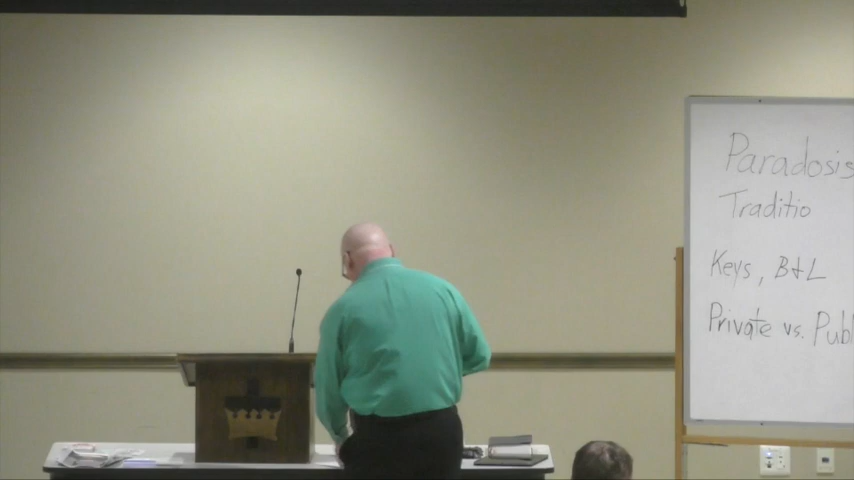 Paradosis
Traditio
Keys, B&L
Private vs. Publ